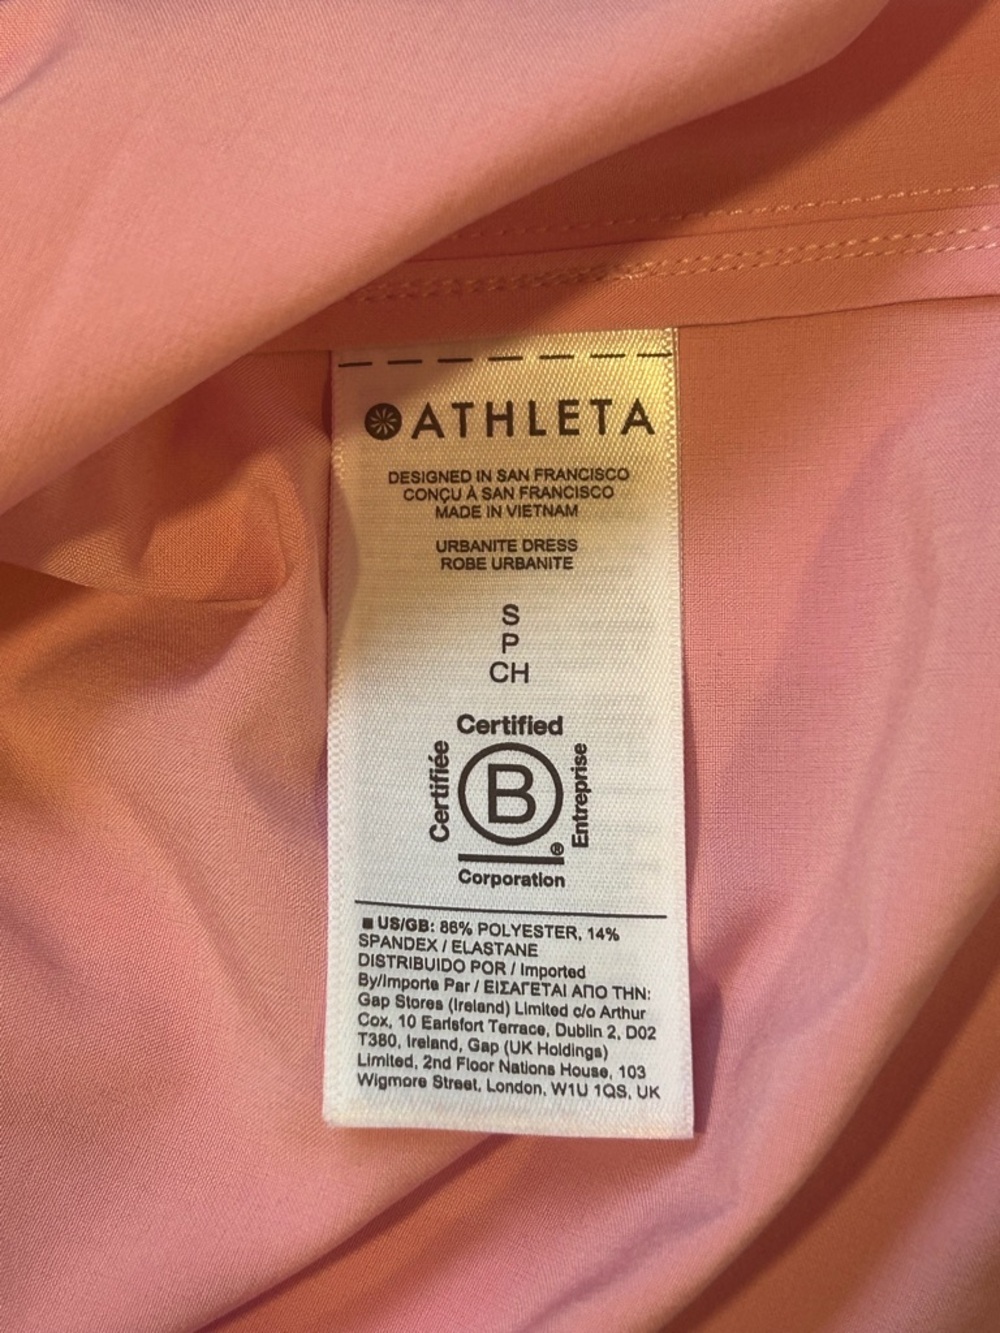 ATHLETA
DESIGNED IN SAN FRANCISCO
CONÇU À SAN FRANCISCO
MADE IN VIETNAM
URBANITE DRESS
ROBE URBANITE
S
P
CH
Certified
Certifiée
B
Entreprise
®
Corporation
■ US/GB: 86% POLYESTER, 14%
SPANDEX / ELASTANE
DISTRIBUIDO POR / Imported
By/Importe Par / ΕΙΣΑΓΕΤΑΙ ΑΠΟ ΤΗΝ:
Gap Stores (Ireland) Limited c/o Arthur
Cox, 10 Earlsfort Terrace, Dublin 2, D02
T380, Ireland, Gap (UK Holdings)
Limited, 2nd Floor Nations House, 103
Wigmore Street, London, W1U 1QS, UK